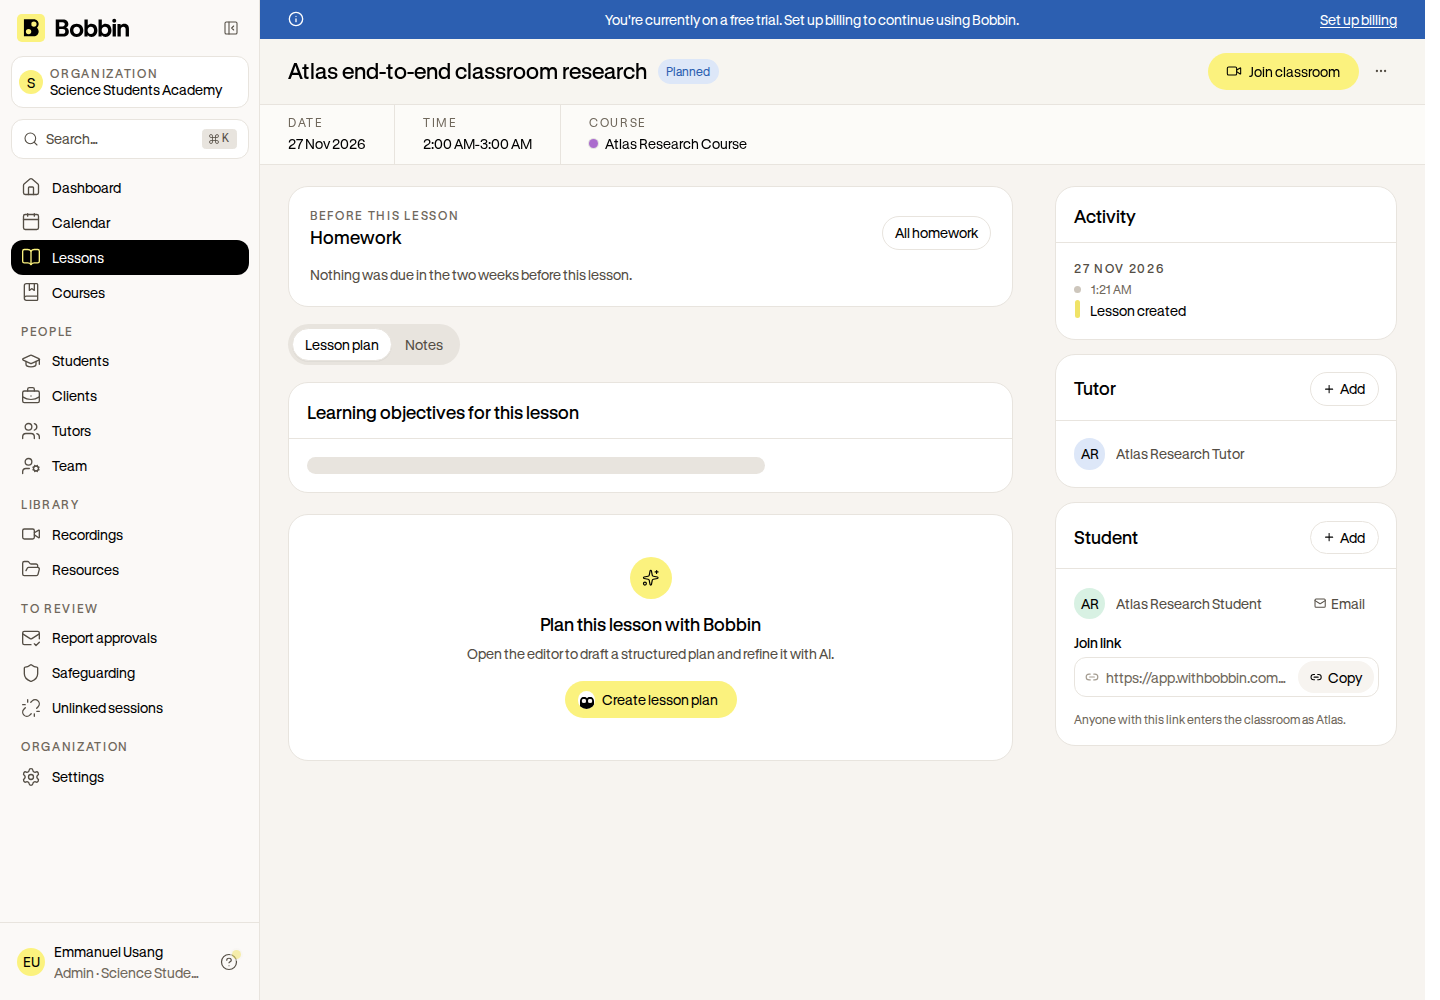 Bobbin
ORGANIZATION
S
Science Students Academy
Search...
⌘ K
Dashboard
Calendar
Lessons
Courses
PEOPLE
Students
Clients
Tutors
Team
LIBRARY
Recordings
Resources
TO REVIEW
Report approvals
Safeguarding
Unlinked sessions
ORGANIZATION
Settings
EU
Emmanuel Usang
Admin · Science Stude...
You're currently on a free trial. Set up billing to continue using Bobbin.
Set up billing
Atlas end-to-end classroom research
Planned
Join classroom
DATE
27 Nov 2026
TIME
2:00 AM-3:00 AM
COURSE
Atlas Research Course
BEFORE THIS LESSON
Homework
All homework
Nothing was due in the two weeks before this lesson.
Lesson plan
Notes
Learning objectives for this lesson
Plan this lesson with Bobbin
Open the editor to draft a structured plan and refine it with AI.
Create lesson plan
Activity
27 NOV 2026
1:21 AM
Lesson created
Tutor
+ Add
AR
Atlas Research Tutor
Student
+ Add
AR
Atlas Research Student
Email
Join link
https://app.withbobbin.com...
Copy
Anyone with this link enters the classroom as Atlas.